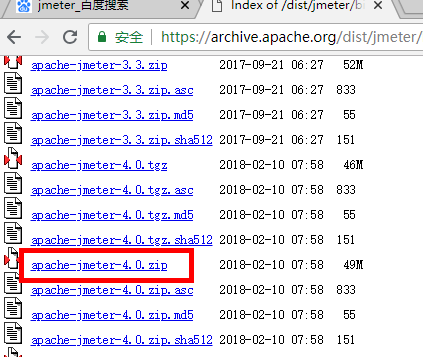 jmeter_百度搜索
Index of /dist/jmeter/b
安全 https://archive.apache.org/dist/jmeter/
apache-jmeter-3.3.zip 2017-09-21 06:27 52M
apache-jmeter-3.3.zip.asc 2017-09-21 06:27 833
apache-jmeter-3.3.zip.md5 2017-09-21 06:27 55
apache-jmeter-3.3.zip.sha512 2017-09-21 06:27 151
apache-jmeter-4.0.tgz 2018-02-10 07:58 46M
apache-jmeter-4.0.tgz.asc 2018-02-10 07:58 833
apache-jmeter-4.0.tgz.md5 2018-02-10 07:58 55
apache-jmeter-4.0.tgz.sha512 2018-02-10 07:58 151
apache-jmeter-4.0.zip 2018-02-10 07:58 49M
apache-jmeter-4.0.zip.asc 2018-02-10 07:58 833
apache-jmeter-4.0.zip.md5 2018-02-10 07:58 55
apache-jmeter-4.0.zip.sha512 2018-02-10 07:58 151